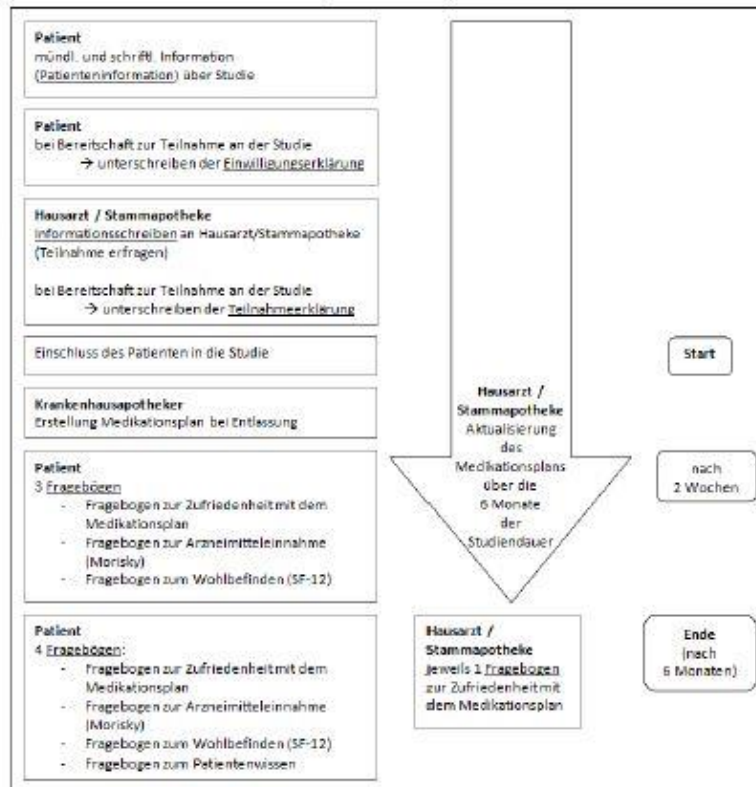 Patient
mündl. und schriftl. Information
(Patienteninformation) über Studie
Patient
bei Bereitschaft zur Teilnahme an der Studie
→ unterschreiben der Einwilligungserklärung
Hausarzt / Stammapotheke
Informationsschreiben an Hausarzt/Stammapotheke
(Teilnahme erfragen)
bei Bereitschaft zur Teilnahme an der Studie
→ unterschreiben der Teilnahmeerklärung
Einschluss des Patienten in die Studie
Start
Krankenhausapotheker
Erstellung Medikationsplan bei Entlassung
Hausarzt /
Stammapotheke
Aktualisierung
des
Medikationsplans
über die
6 Monate
der
Studiendauer
Patient
3 Fragebögen
- Fragebogen zur Zufriedenheit mit dem
Medikationsplan
- Fragebogen zur Arzneimitteleinnahme
(Morisky)
- Fragebogen zum Wohlbefinden (SF-12)
nach
2 Wochen
Patient
4 Fragebögen:
- Fragebogen zur Zufriedenheit mit dem
Medikationsplan
- Fragebogen zur Arzneimitteleinnahme
(Morisky)
- Fragebogen zum Wohlbefinden (SF-12)
- Fragebogen zum Patientenwissen
Hausarzt /
Stammapotheke
Jeweils 1 Fragebogen
zur Zufriedenheit mit
dem Medikationsplan
Ende
(nach
6 Monaten)